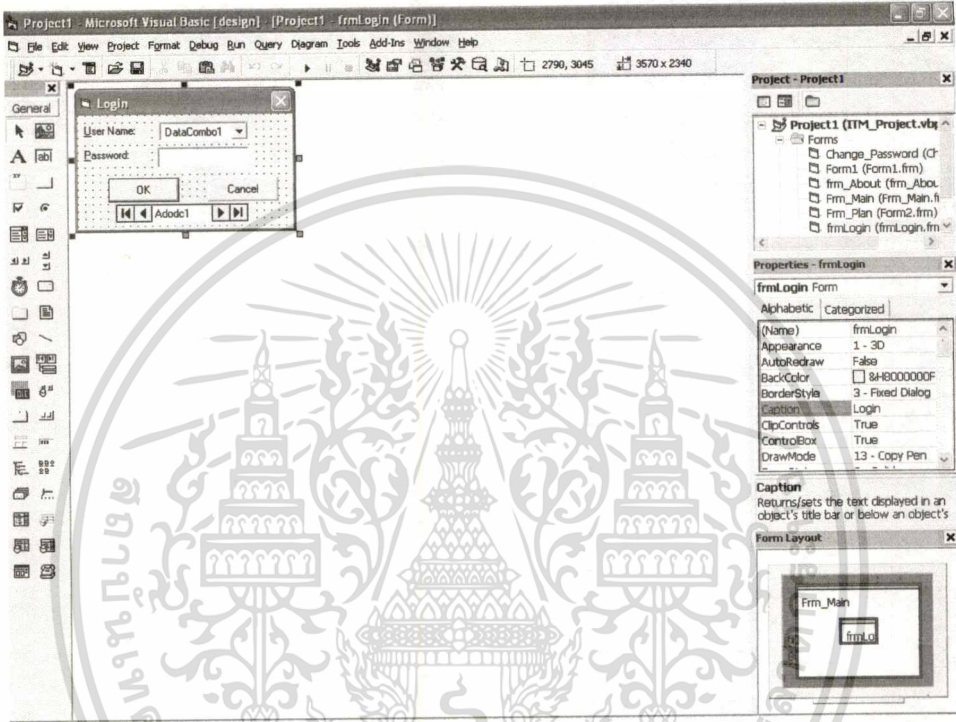 Project1 - Microsoft Visual Basic [design] - [Project1 - frmLogin (Form)]
File Edit View Project Format Debug Run Query Diagram Tools Add-Ins Window Help
2790, 3045 3570 x 2340
General
Login
User Name: DataCombo1
Password:
OK Cancel
Adodc1
Project - Project1
Project1 (ITM_Project.vbp
Forms
Change_Password (Ch
Form1 (Form1.frm)
frm_About (frm_Abou
Frm_Main (Frm_Main.fr
Frm_Plan (Form2.frm)
frmLogin (frmLogin.frn
Properties - frmLogin
frmLogin Form
Alphabetic Categorized
(Name) frmLogin
Appearance 1 - 3D
AutoRedraw False
BackColor &H8000000F
BorderStyle 3 - Fixed Dialog
Caption Login
ClipControls True
ControlBox True
DrawMode 13 - Copy Pen
Caption
Returns/sets the text displayed in an
object's title bar or below an object's
Form Layout
Frm_Main
frmLo